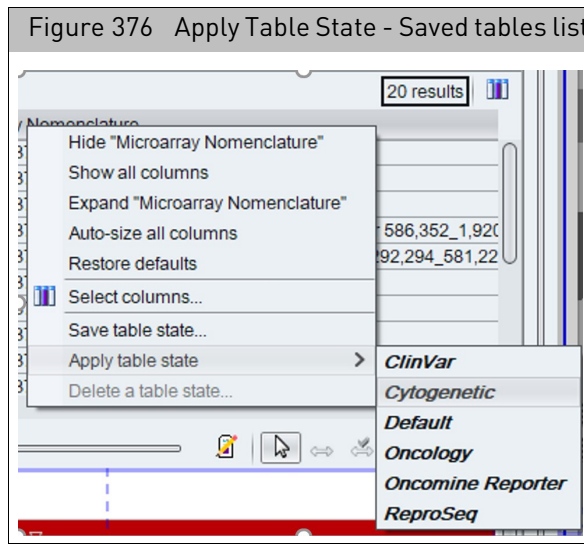 Figure 376 Apply Table State - Saved tables list
20 results
Nomenclature
Hide "Microarray Nomenclature"
Show all columns
Expand "Microarray Nomenclature"
Auto-size all columns
586,352_1,920
Restore defaults
292,294_581,22
Select columns...
Save table state...
Apply table state
ClinVar
Delete a table state...
Cytogenetic
Default
Oncology
Oncomine Reporter
ReproSeq